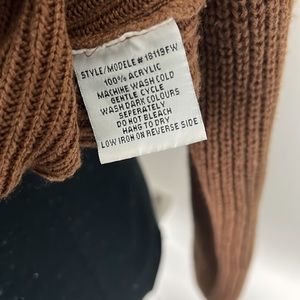 STYLE/MODELE # 18119FW
100% ACRYLIC
MACHINE WASH COLD
GENTLE CYCLE
WASH DARK COLOURS
SEPERATELY
DO NOT BLEACH
HANG TO DRY
LOW IRON ON REVERSE SIDE